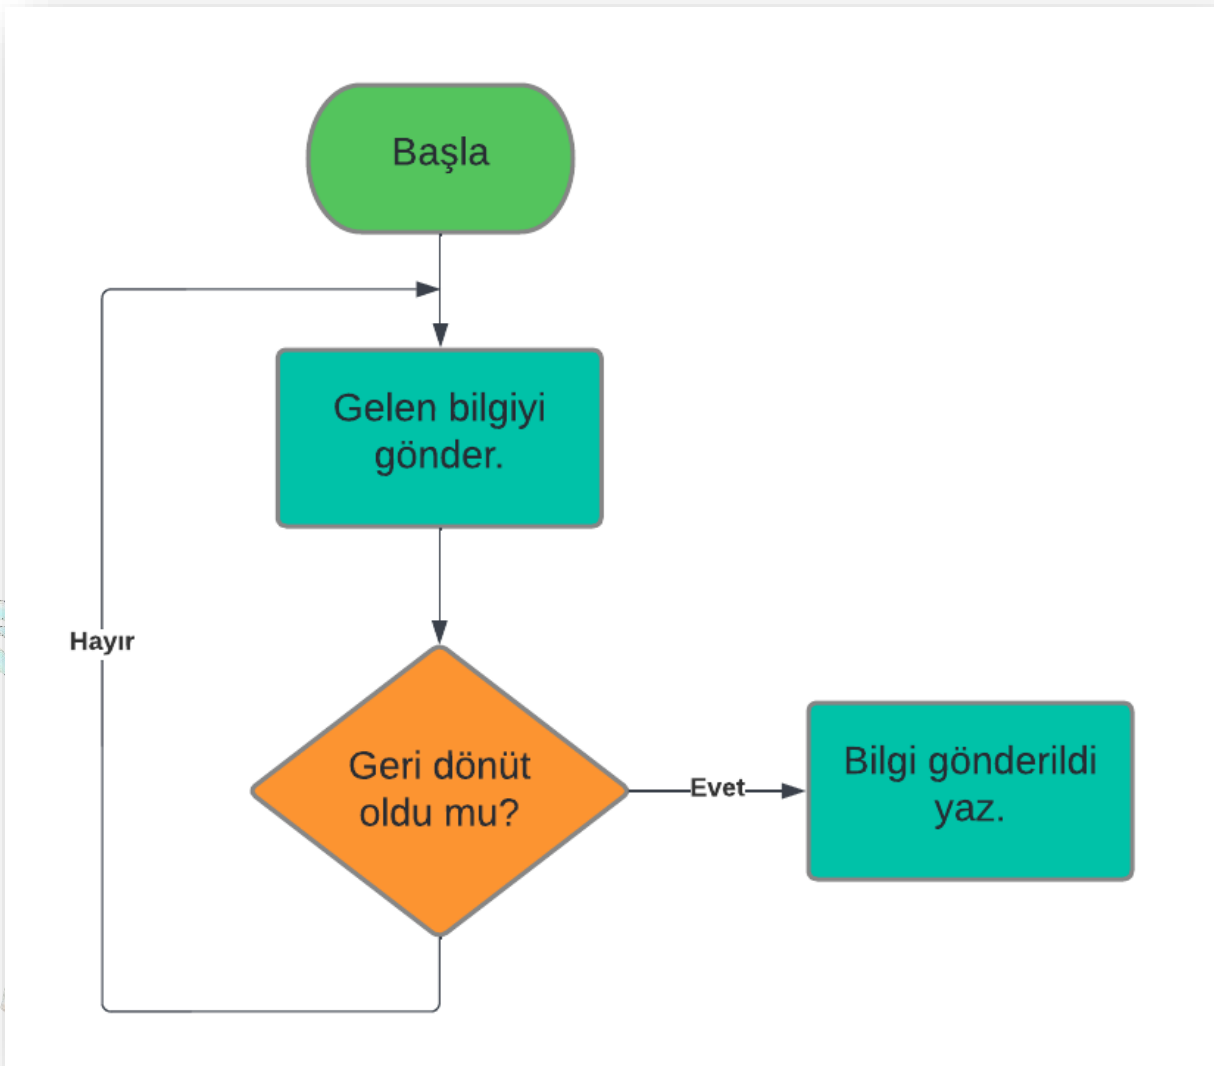 Başla
Gelen bilgiyi
gönder.
Hayır
Geri dönüt
oldu mu?
Evet
Bilgi gönderildi
yaz.